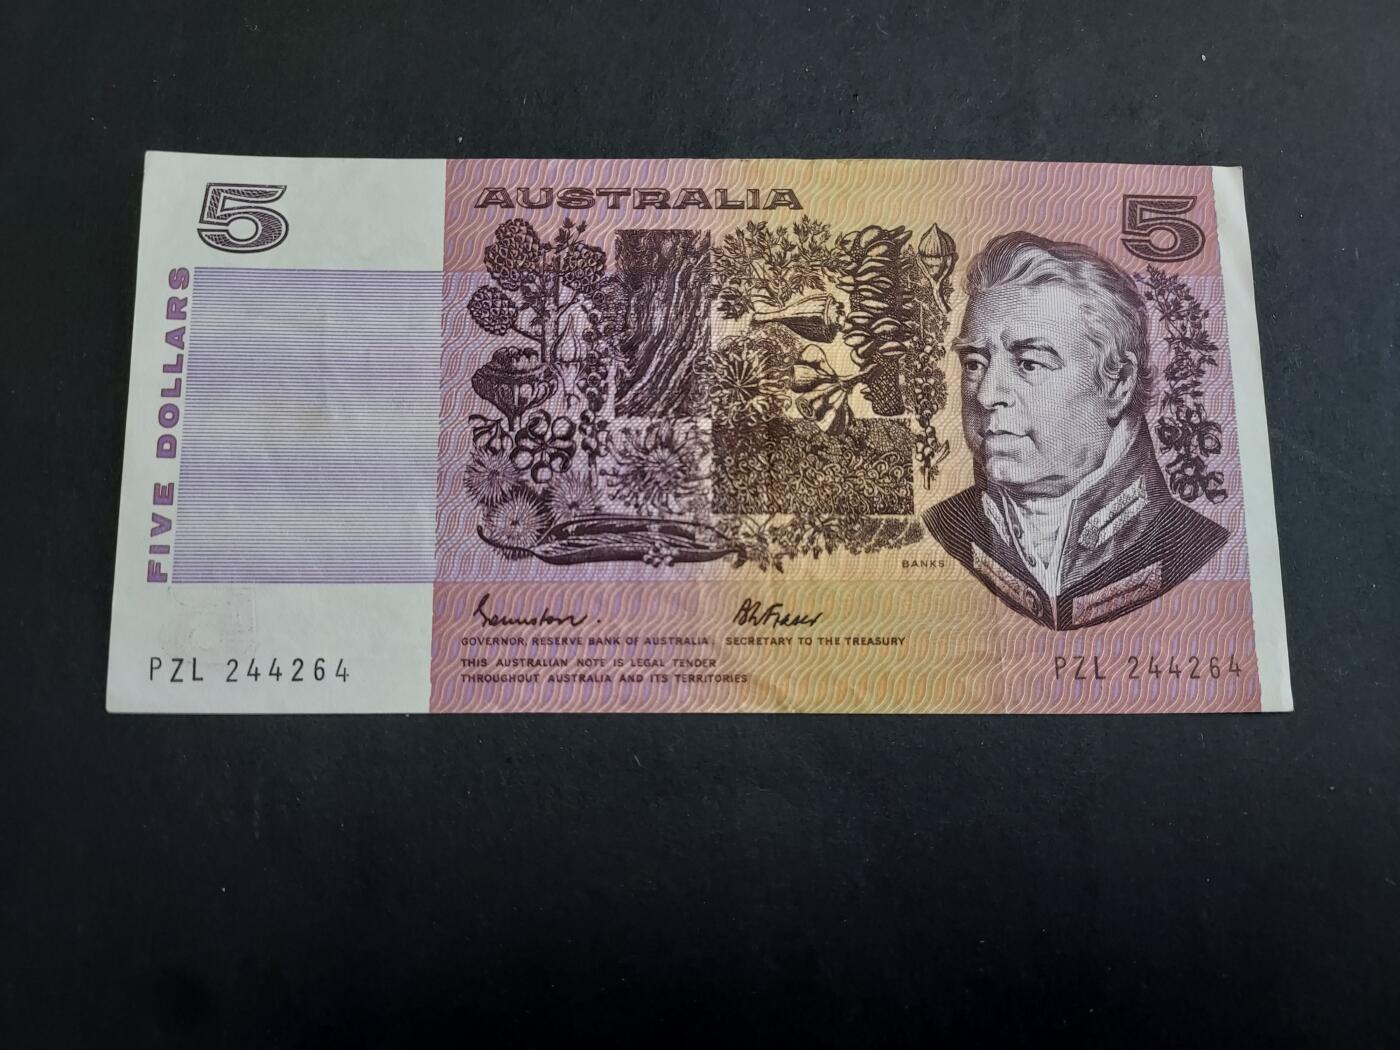 5
AUSTRALIA
5
FIVE DOLLARS
BANKS
GOVERNOR, RESERVE BANK OF AUSTRALIA
SECRETARY TO THE TREASURY
THIS AUSTRALIAN NOTE IS LEGAL TENDER
THROUGHOUT AUSTRALIA AND ITS TERRITORIES
PZL 244264
PZL 244264